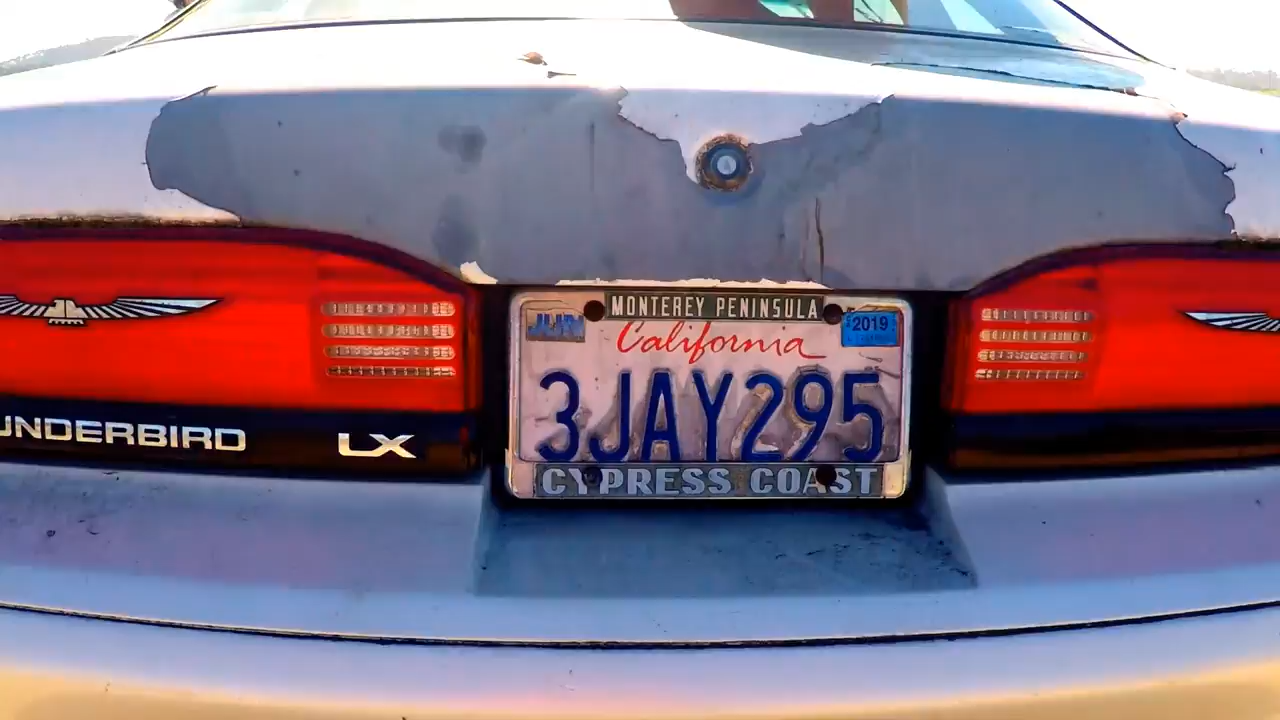 MONTEREY PENINSULA
JUN
California
2019
3JAY295
CYPRESS COAST
UNDERBIRD
LX